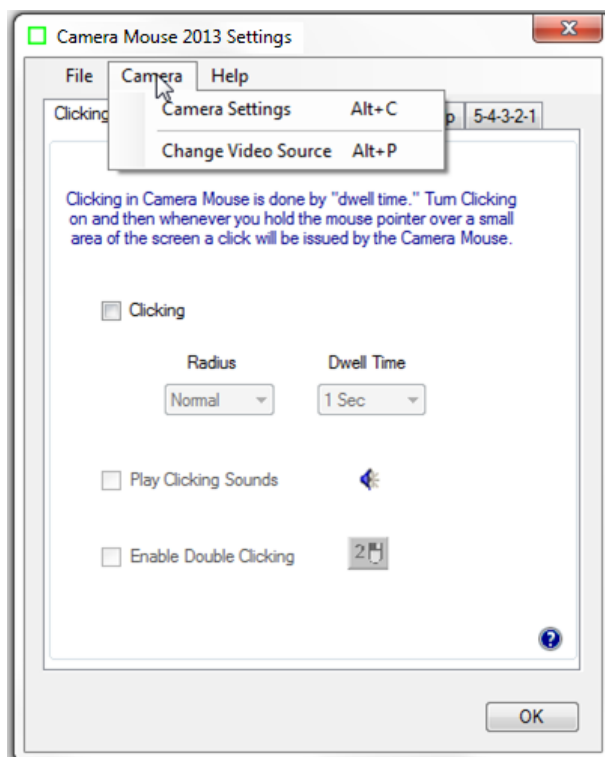 Camera Mouse 2013 Settings
File Camera Help
Camera Settings Alt+C
Change Video Source Alt+P
Clicking p 5-4-3-2-1
Clicking in Camera Mouse is done by "dwell time." Turn Clicking
on and then whenever you hold the mouse pointer over a small
area of the screen a click will be issued by the Camera Mouse.
Clicking
Radius Dwell Time
Normal 1 Sec
Play Clicking Sounds
Enable Double Clicking 2
OK